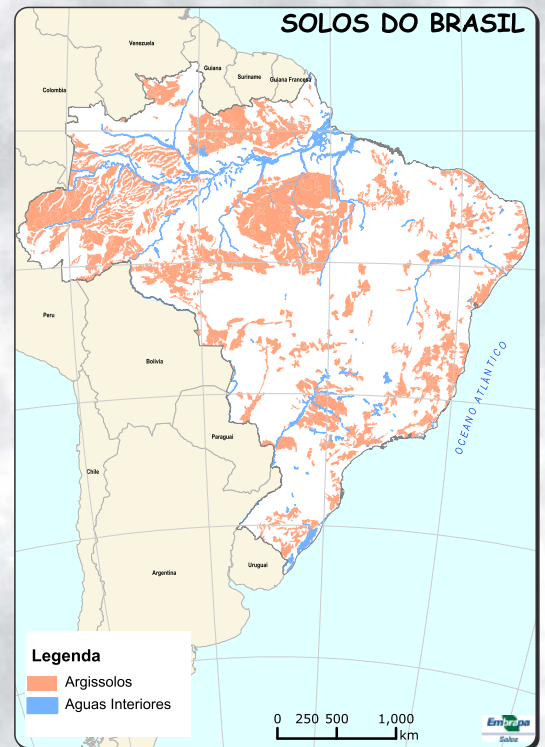 SOLOS DO BRASIL
Venezuela
Guiana
Suriname
Guiana Francesa
Colombia
Peru
Bolivia
Paraguai
Chile
Argentina
Uruguai
OCEANO ATLÂNTICO
Legenda
Argissolos
Aguas Interiores
0 250 500 1,000
km
Embrapa
Solos